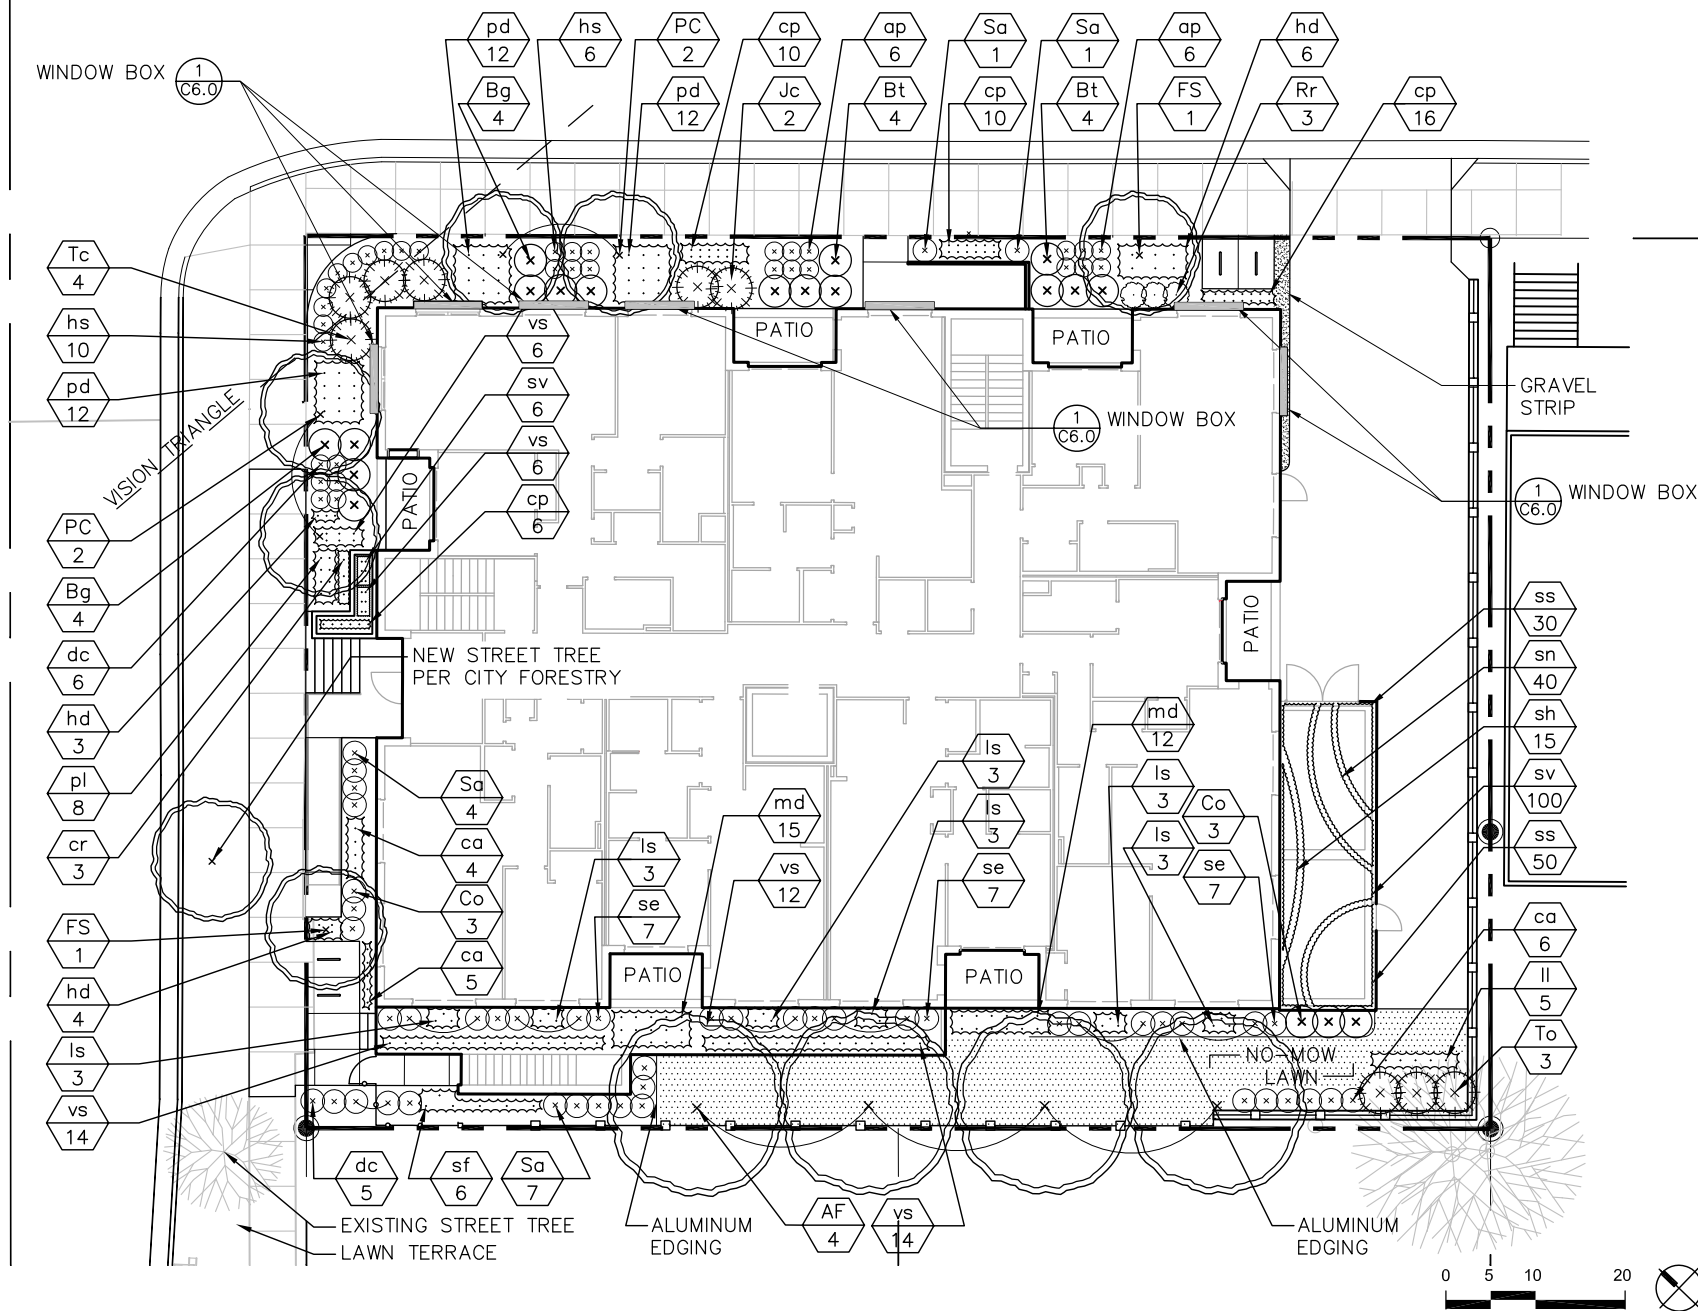 pd
12
hs
6
PC
2
cp
10
ap
6
Sa
1
Sa
1
ap
6
hd
6
WINDOW BOX
1
C6.0
Bg
4
pd
12
Jc
2
Bt
4
cp
10
Bt
4
FS
1
Rr
3
cp
16
Tc
4
hs
10
pd
12
VISION TRIANGLE
PC
2
Bg
4
dc
6
hd
3
pl
8
cr
3
FS
1
hd
4
ls
3
vs
14
vs
6
sv
6
vs
6
cp
6
PATIO
PATIO
PATIO
1
C6.0
WINDOW BOX
GRAVEL
STRIP
1
C6.0
WINDOW BOX
NEW STREET TREE
PER CITY FORESTRY
PATIO
ss
30
sn
40
sh
15
sv
100
ss
50
ca
6
ll
5
To
3
Sa
4
ca
4
Co
3
ca
5
ls
3
se
7
md
15
vs
12
ls
3
ls
3
se
7
md
12
ls
3
ls
3
Co
3
se
7
PATIO
PATIO
NO-MOW
LAWN
dc
5
sf
6
Sa
7
AF
4
vs
14
EXISTING STREET TREE
LAWN TERRACE
ALUMINUM
EDGING
ALUMINUM
EDGING
0 5 10 20